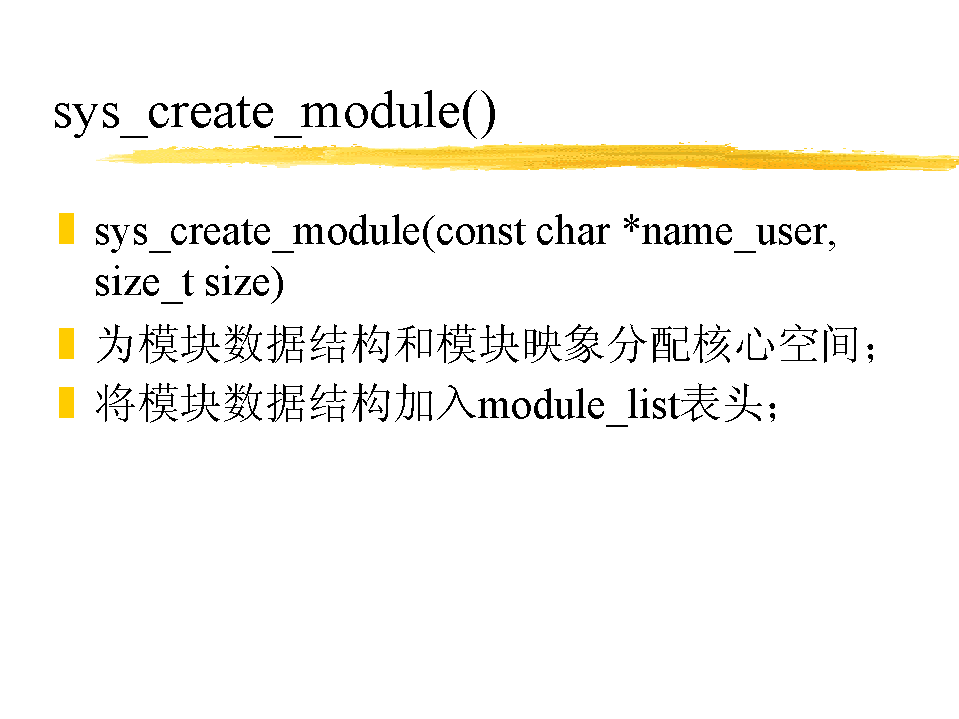 sys_create_module()
sys_create_module(const char *name_user,
size_t size)
为模块数据结构和模块映象分配核心空间；
将模块数据结构加入module_list表头；